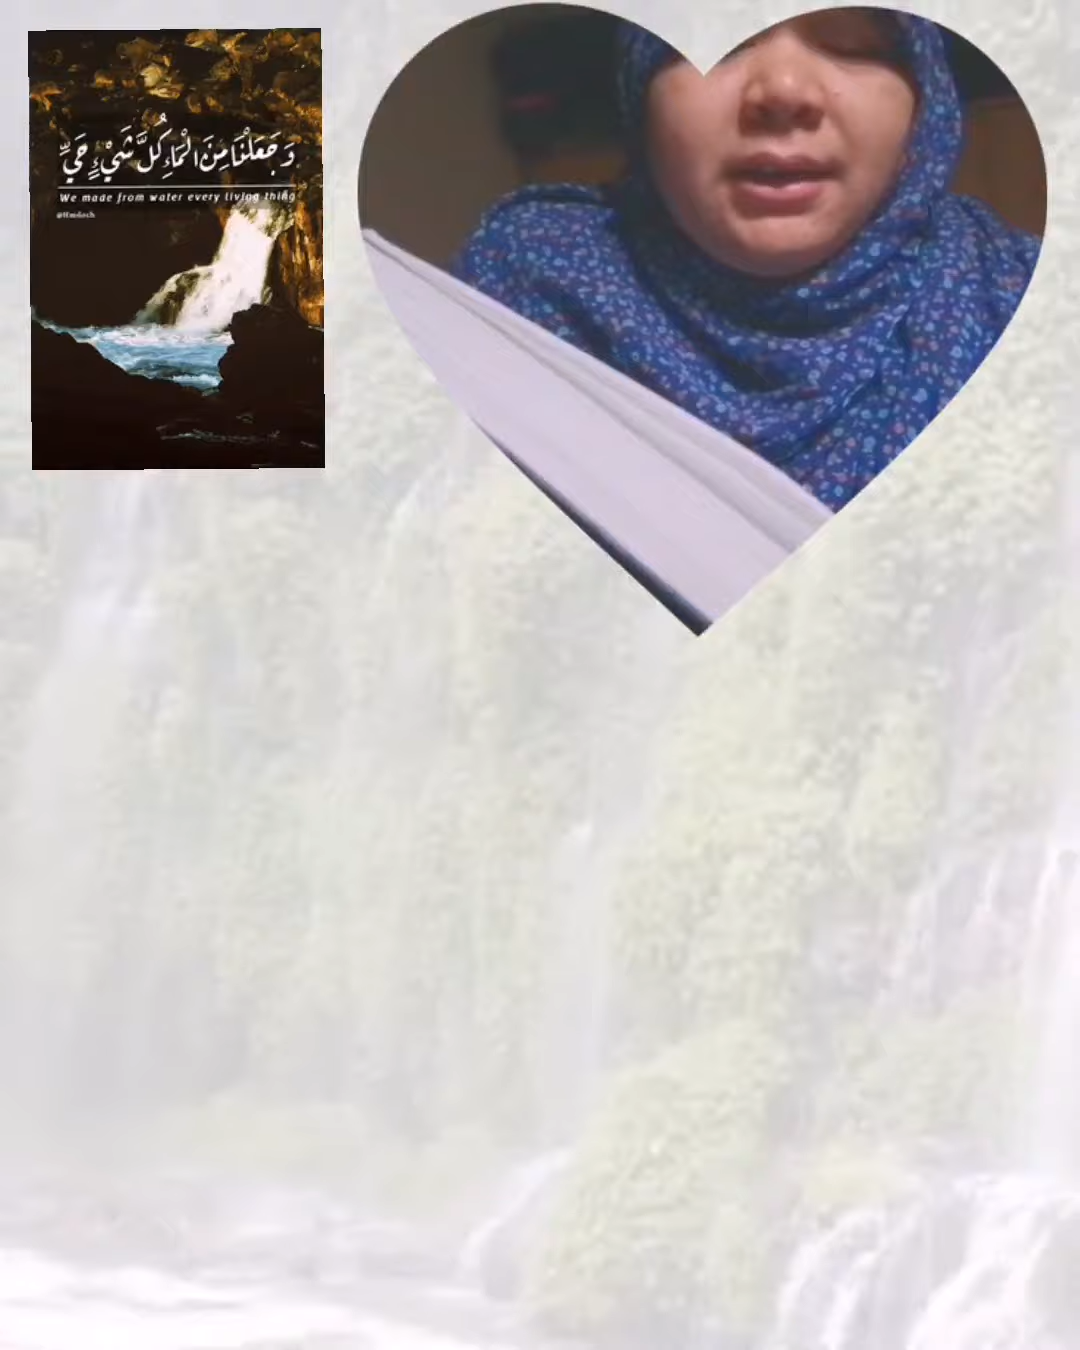 وَجَعَلْنَا مِنَ الْمَاءِ كُلَّ شَيْءٍ حَيٍّ
We made from water every living thing